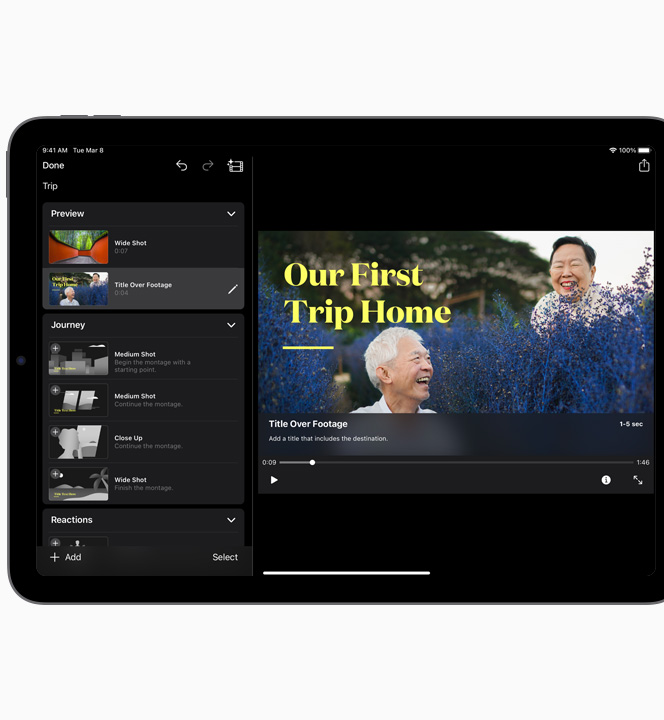 9:41 AM Tue Mar 8
100%
Done
Trip
Preview
Wide Shot
0:07
Our First
Trip Home
Title Over Footage
0:04
Journey
Medium Shot
Begin the montage with a
starting point.
Medium Shot
Continue the montage.
Close Up
Continue the montage.
Wide Shot
Finish the montage.
Reactions
Add
Select
Our First
Trip Home
Title Over Footage
1-5 sec
Add a title that includes the destination.
0:09
1:46